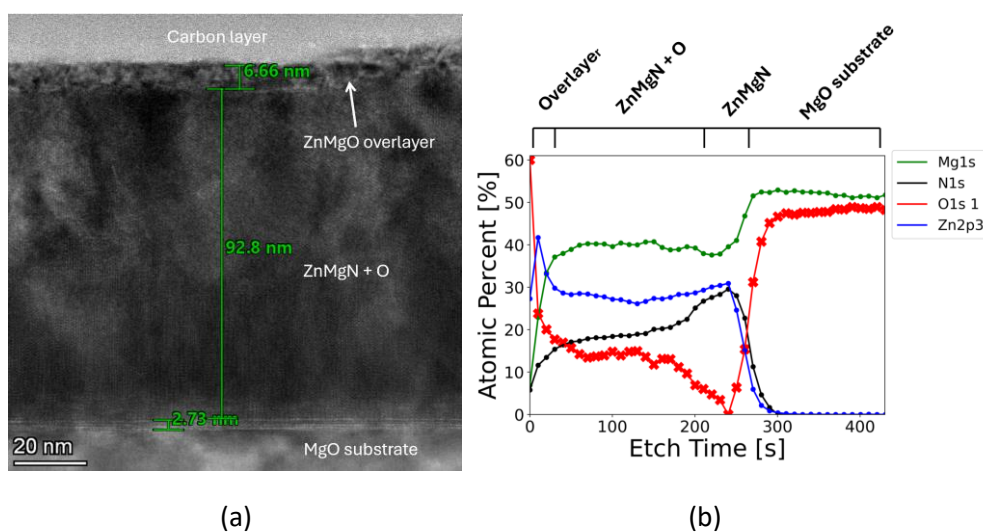 Carbon layer
6.66 nm
ZnMgO overlayer
92.8 nm
ZnMgN + O
2.73 nm
20 nm
MgO substrate
(a)
Overlayer
ZnMgN + O
ZnMgN
MgO substrate
60
50
40
30
20
10
0
Atomic Percent [%]
0
100
200
300
400
Etch Time [s]
Mg1s
N1s
O1s 1
Zn2p3
(b)